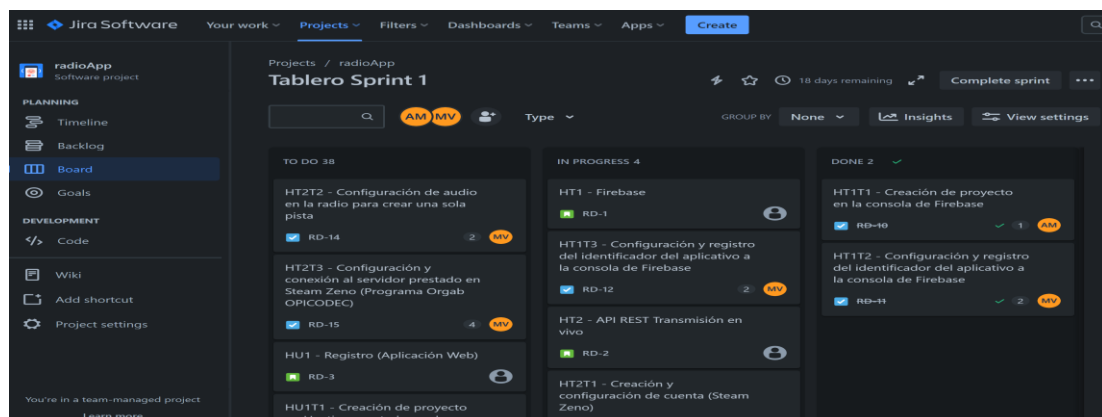 Jira Software
Your work
Projects
Filters
Dashboards
Teams
Apps
Create
radioApp
Software project
PLANNING
Timeline
Backlog
Board
Goals
DEVELOPMENT
Code
Wiki
Add shortcut
Project settings
You're in a team-managed project
Learn more
Projects / radioApp
Tablero Sprint 1
18 days remaining
Complete sprint
AM
MV
Type
GROUP BY
None
Insights
View settings
TO DO 38
HT2T2 - Configuración de audio
en la radio para crear una sola
pista
RD-14
2
MV
HT2T3 - Configuración y
conexión al servidor prestado en
Steam Zeno (Programa Orgab
OPICODEC)
RD-15
4
MV
HU1 - Registro (Aplicación Web)
RD-3
HU1T1 - Creación de proyecto
IN PROGRESS 4
HT1 - Firebase
RD-1
HT1T3 - Configuración y registro
del identificador del aplicativo a
la consola de Firebase
RD-12
2
MV
HT2 - API REST Transmisión en
vivo
RD-2
HT2T1 - Creación y
configuración de cuenta (Steam
Zeno)
DONE 2
HT1T1 - Creación de proyecto
en la consola de Firebase
RD-10
1
AM
HT1T2 - Configuración y registro
del identificador del aplicativo a
la consola de Firebase
RD-11
2
MV